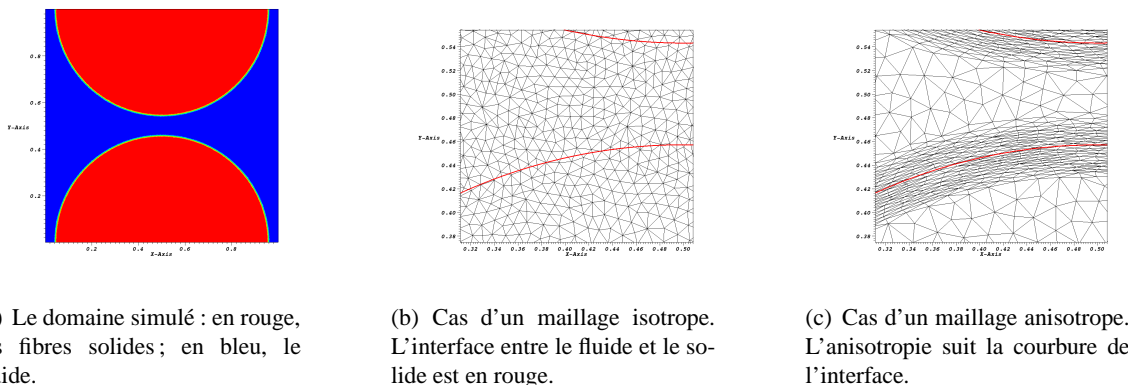 0.8
0.6
Y-Axis
0.4
0.2
0.2 0.4 0.6 0.8
X-Axis
0.54
0.52
0.50
0.48
Y-Axis
0.46
0.44
0.42
0.40
0.38
0.32 0.34 0.36 0.38 0.40 0.42 0.44 0.46 0.48 0.50
X-Axis
0.54
0.52
0.50
0.48
Y-Axis
0.46
0.44
0.42
0.40
0.38
0.32 0.34 0.36 0.38 0.40 0.42 0.44 0.46 0.48 0.50
X-Axis
) Le domaine simulé : en rouge,
s fibres solides ; en bleu, le
uide.
(b) Cas d'un maillage isotrope.
L'interface entre le fluide et le so-
lide est en rouge.
(c) Cas d'un maillage anisotrope.
L'anisotropie suit la courbure de
l'interface.